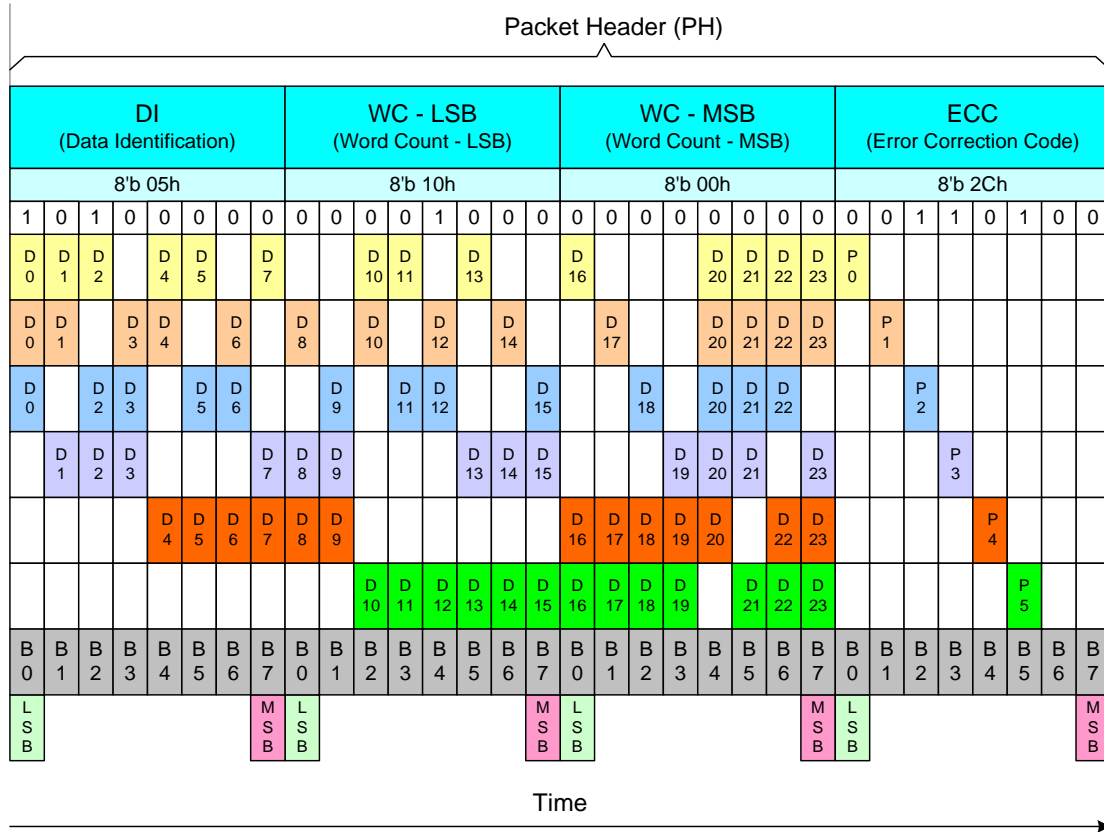 Packet Header (PH)
DI WC - LSB WC - MSB ECC
(Data Identification) (Word Count - LSB) (Word Count - MSB) (Error Correction Code)
8'b 05h 8'b 10h 8'b 00h 8'b 2Ch
1 0 1 0 0 0 0 0 0 0 0 0 1 0 0 0 0 0 0 0 0 0 0 0 0 0 1 1 0 1 0 0
D0 D1 D2 D4 D5 D7 D10 D11 D13 D16 D20 D21 D22 D23 P0
D0 D1 D3 D4 D6 D8 D10 D12 D14 D17 D20 D21 D22 D23 P1
D0 D2 D3 D5 D6 D9 D11 D12 D15 D18 D20 D21 D22 P2
D1 D2 D3 D7 D8 D9 D13 D14 D15 D19 D20 D21 D23 P3
D4 D5 D6 D7 D8 D9 D16 D17 D18 D19 D20 D22 D23 P4
D10 D11 D12 D13 D14 D15 D16 D17 D18 D19 D21 D22 D23 P5
B0 B1 B2 B3 B4 B5 B6 B7 B0 B1 B2 B3 B4 B5 B6 B7 B0 B1 B2 B3 B4 B5 B6 B7 B0 B1 B2 B3 B4 B5 B6 B7
LSB MSB LSB MSB LSB MSB LSB MSB
Time